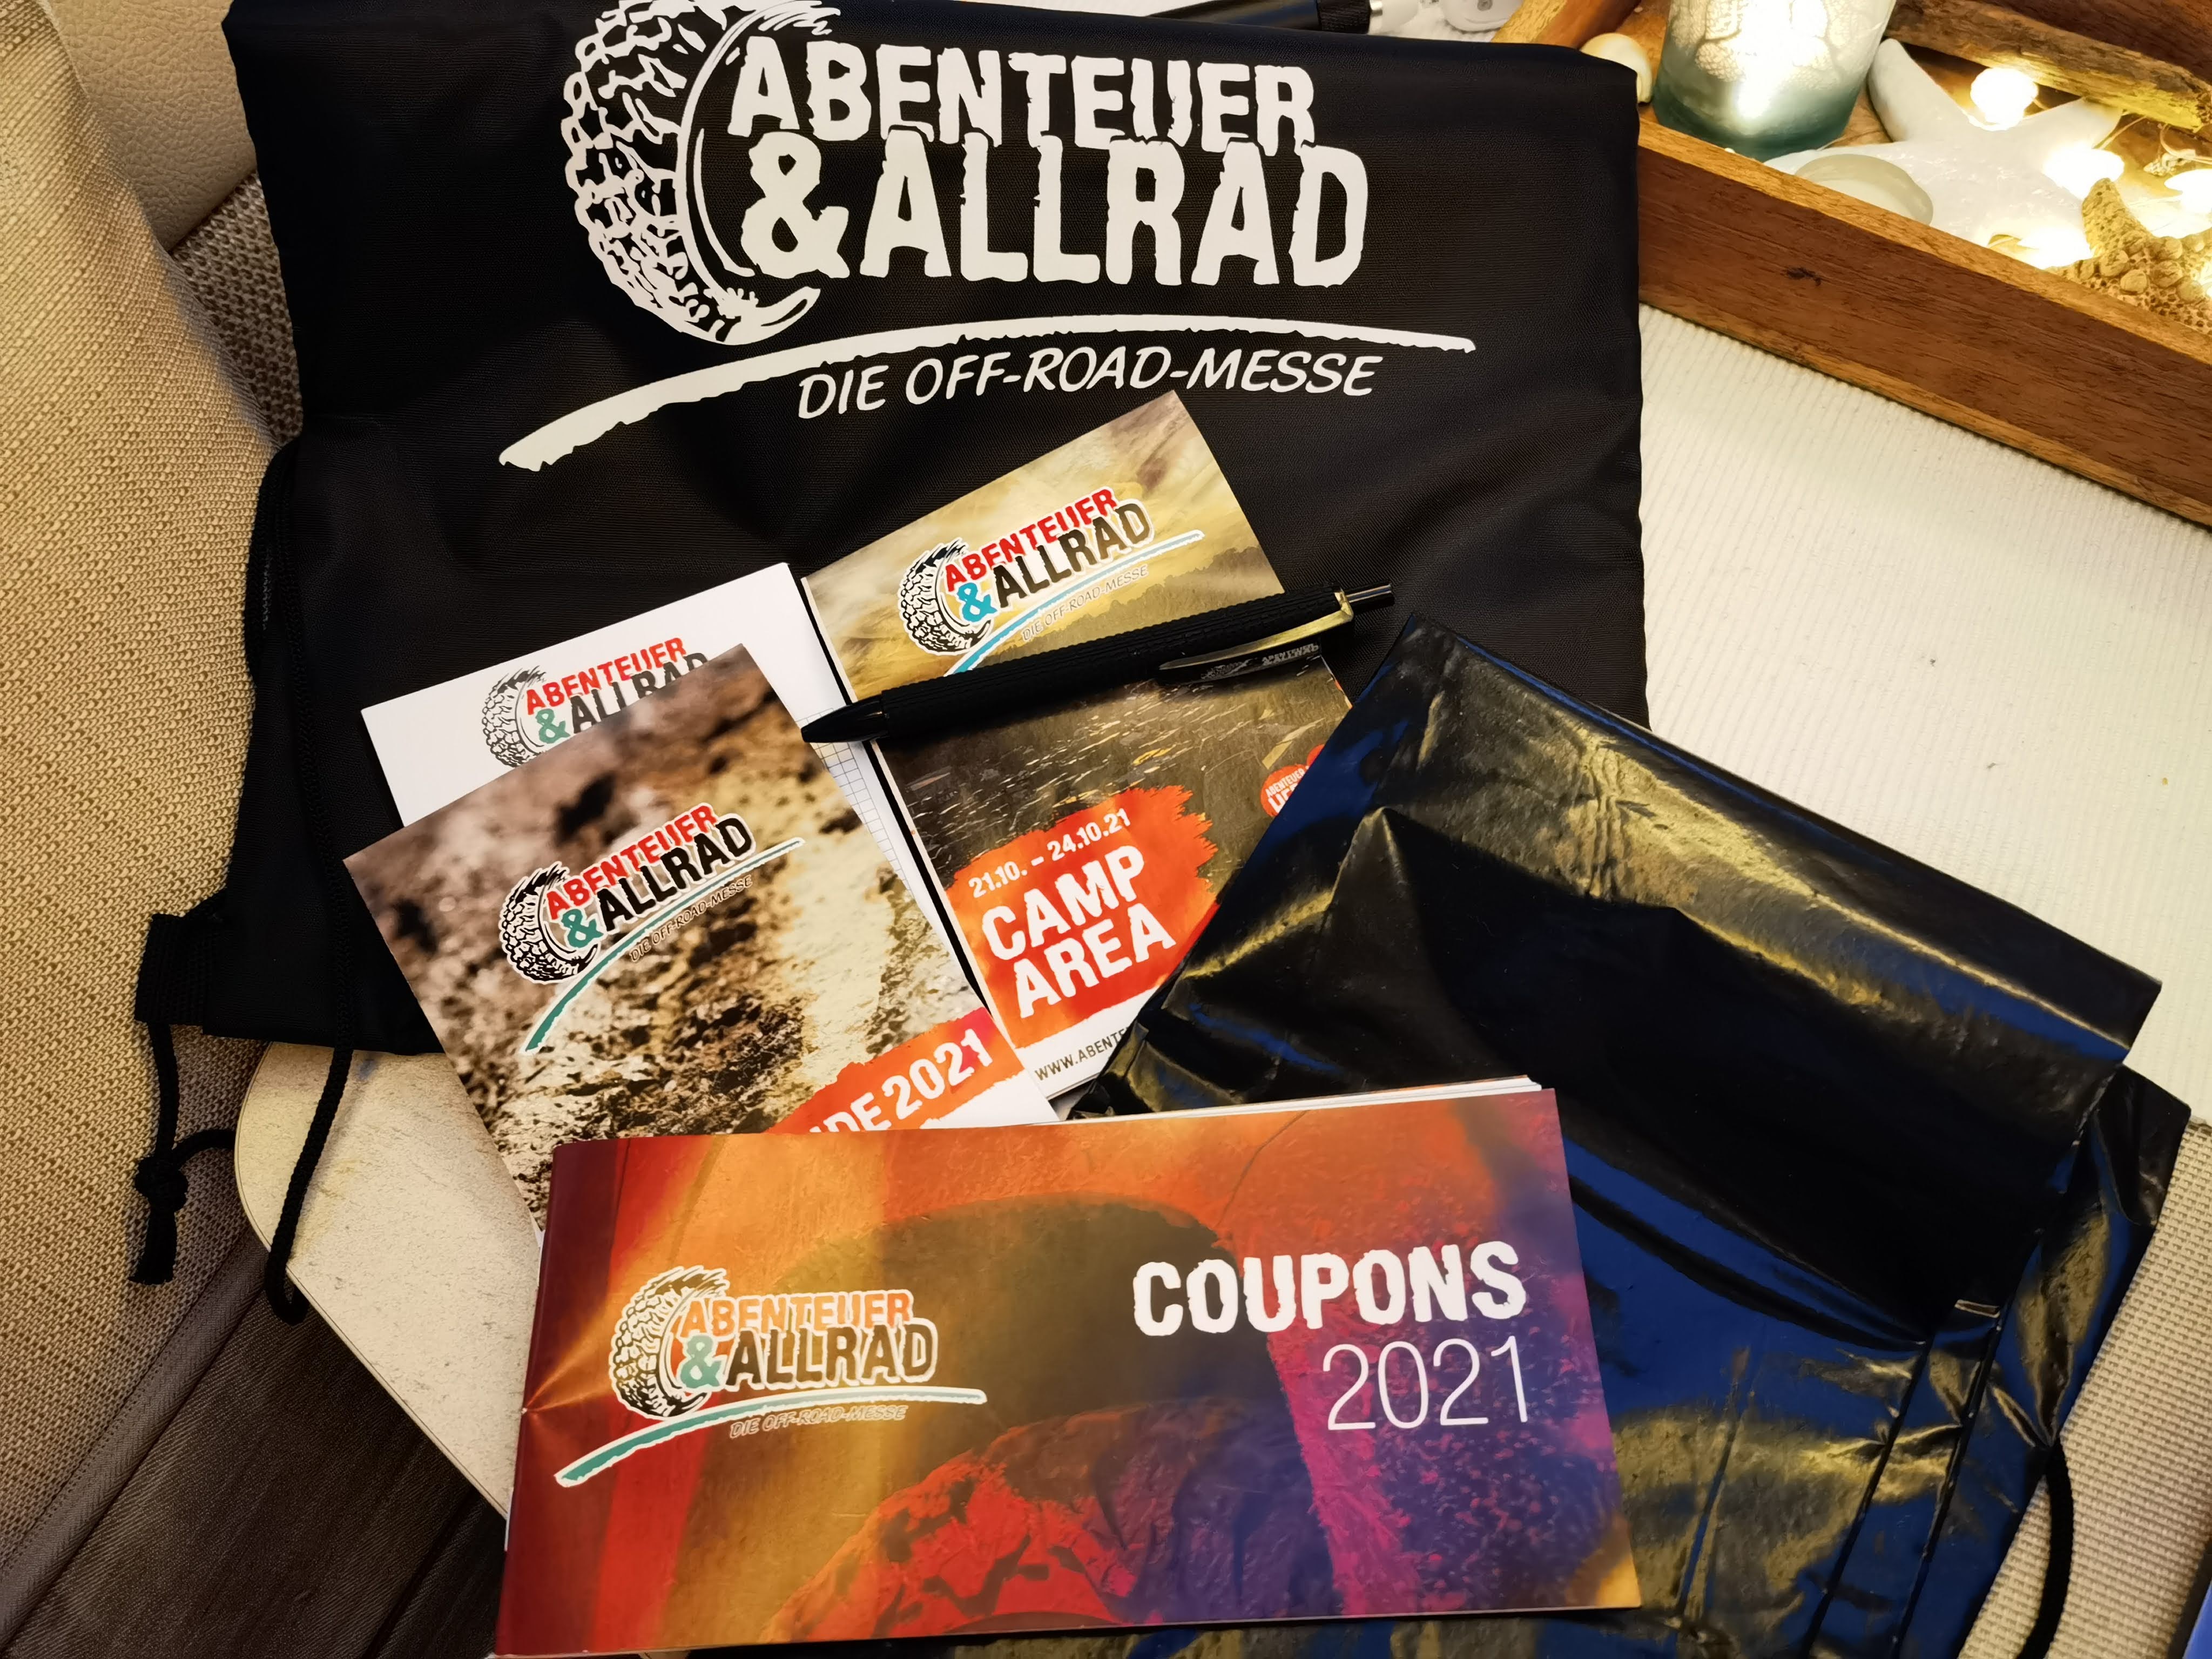 ABENTEUER
&ALLRAD
DIE OFF-ROAD-MESSE
ABENTEUER
&ALLRAD
DIE OFF-ROAD-MESSE
21.10. - 24.10.21
CAMP
AREA
ABENTEUER
&ALLRAD
ABENTEUER
&ALLRAD
DIE OFF-ROAD-MESSE
2021
ABENTEUER
&ALLRAD
DIE OFF-ROAD-MESSE
COUPONS
2021